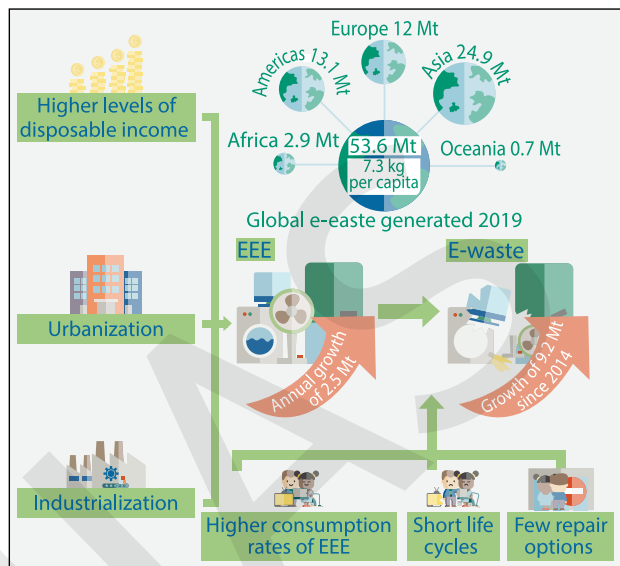 Europe 12 Mt
Americas 13.1 Mt
Asia 24.9 Mt
Higher levels of
disposable income
Africa 2.9 Mt
53.6 Mt
7.3 kg
per capita
Oceania 0.7 Mt
Global e-easte generated 2019
EEE
E-waste
Urbanization
Annual growth
of 2.5 Mt
Growth of 9.2 Mt
since 2014
Industrialization
Higher consumption
rates of EEE
Short life
cycles
Few repair
options